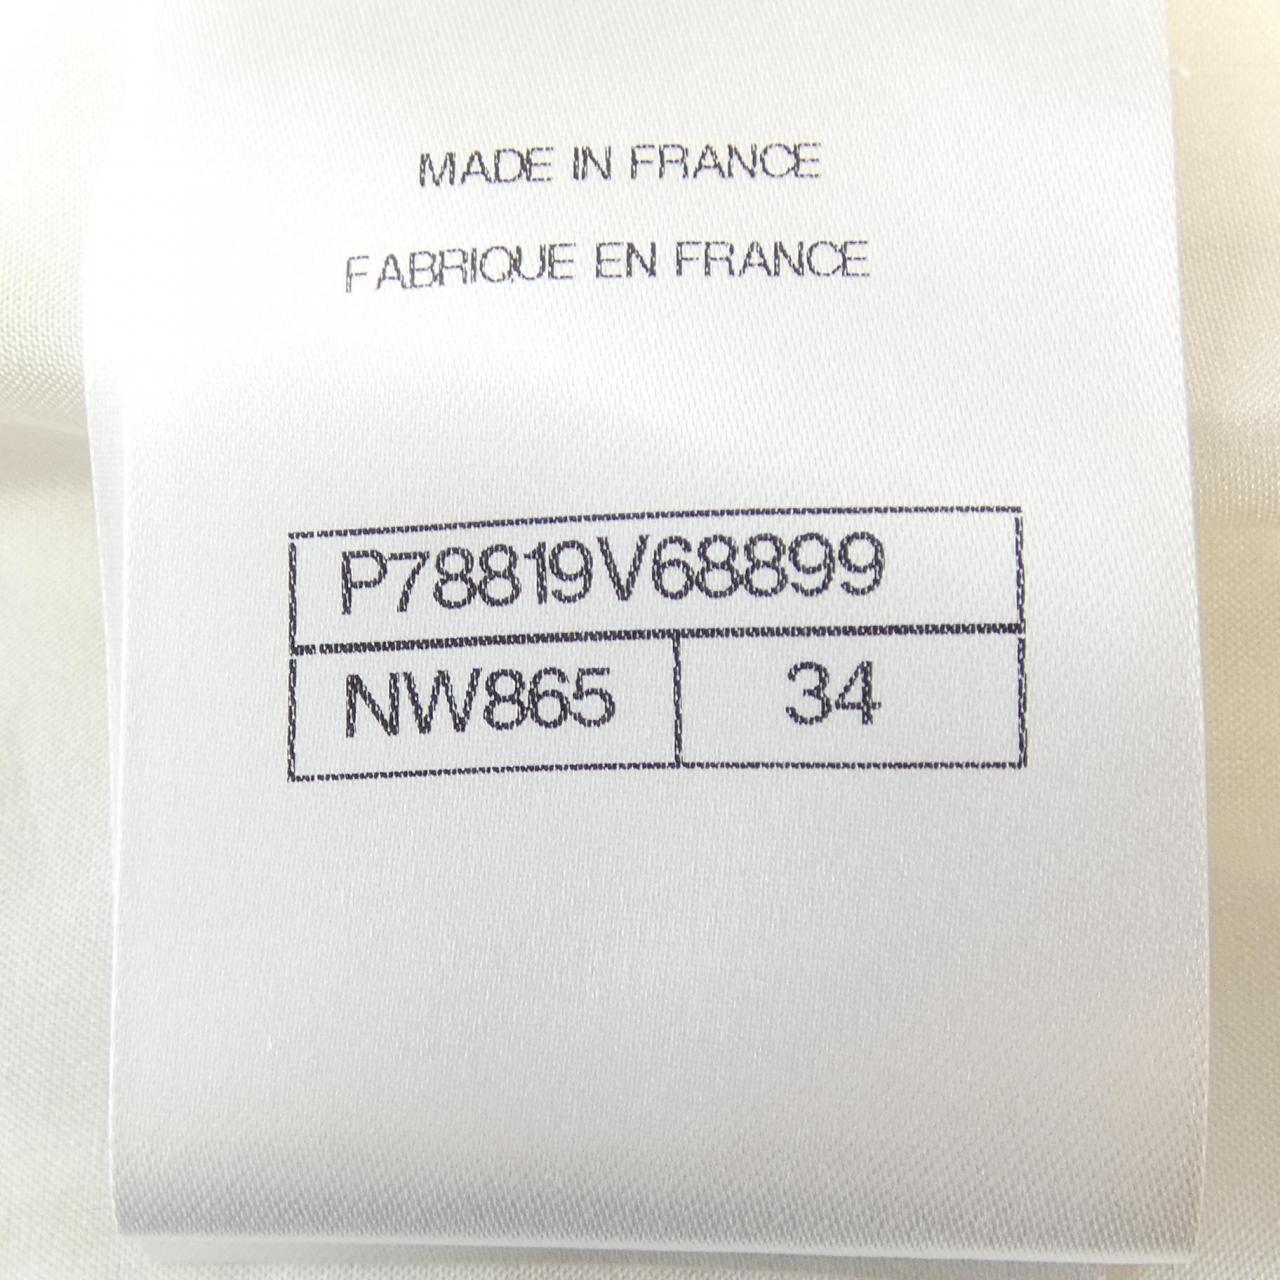 MADE IN FRANCE
FABRIQUE EN FRANCE
P78819V68899
NW865 34